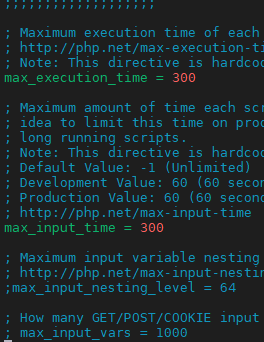 ;;;;;;;;;;;;;;;;;;;
; Maximum execution time of each
; http://php.net/max-execution-ti
; Note: This directive is hardcod
max_execution_time = 300
; Maximum amount of time each scr
; idea to limit this time on prod
; long running scripts.
; Note: This directive is hardcod
; Default Value: -1 (Unlimited)
; Development Value: 60 (60 secon
; Production Value: 60 (60 second
; http://php.net/max-input-time
max_input_time = 300
; Maximum input variable nesting
; http://php.net/max-input-nestin
;max_input_nesting_level = 64
; How many GET/POST/COOKIE input
; max_input_vars = 1000